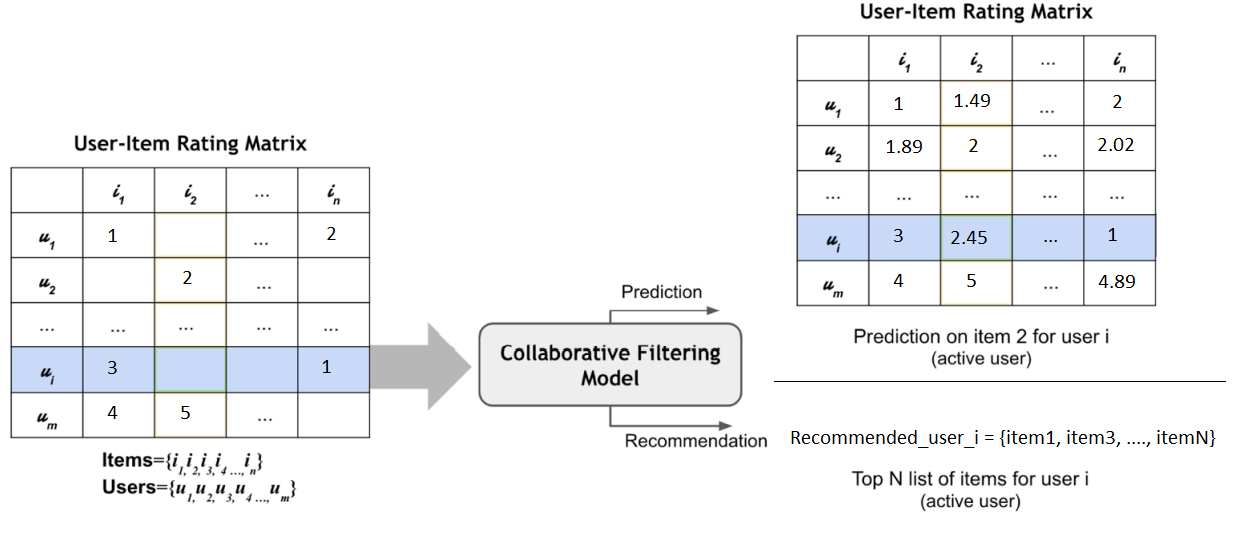 User-Item Rating Matrix
i1 i2 ... in
u1 1 ... 2
u2 2 ...
... ... ... ... ...
ui 3 1
um 4 5 ...
Items={i1, i2, i3, i4 ..., in}
Users={u1, u2, u3, u4 ..., um}
Prediction
Collaborative Filtering
Model
Recommendation
User-Item Rating Matrix
i1 i2 ... in
u1 1 1.49 ... 2
u2 1.89 2 ... 2.02
... ... ... ... ...
ui 3 2.45 ... 1
um 4 5 ... 4.89
Prediction on item 2 for user i
(active user)
Recommended_user_i = {item1, item3, ...., itemN}
Top N list of items for user i
(active user)